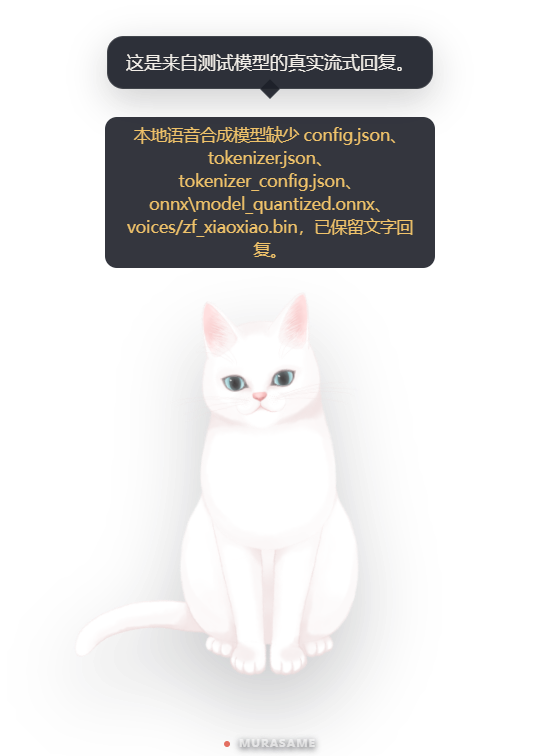 这是来自测试模型的真实流式回复。
本地语音合成模型缺少 config.json、
tokenizer.json、
tokenizer_config.json、
onnx\model_quantized.onnx、
voices/zf_xiaoxiao.bin，已保留文字回
复。
MURASAME